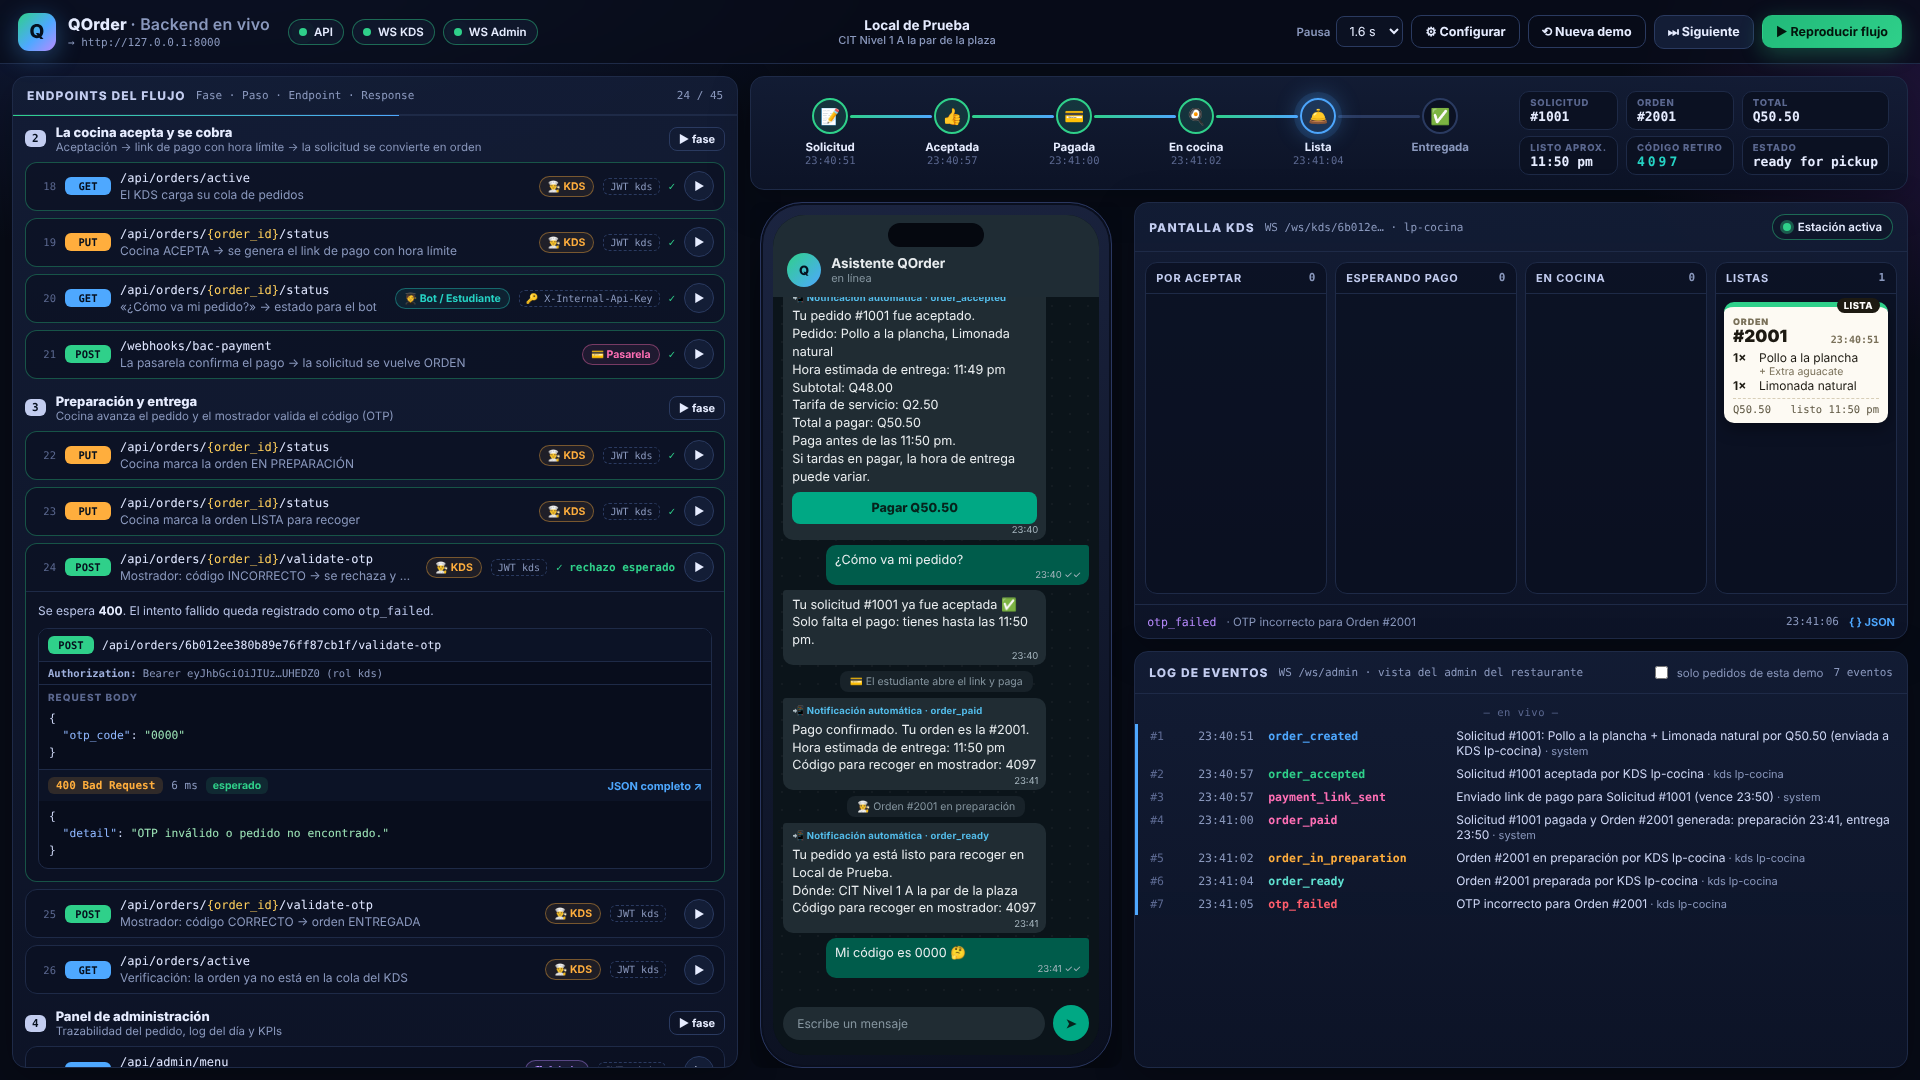 Q
QOrder · Backend en vivo
→ http://127.0.0.1:8000
API
WS KDS
WS Admin
Local de Prueba
CIT Nivel 1 A la par de la plaza
Pausa
1.6 s
⚙ Configurar
⟲ Nueva demo
⏭ Siguiente
▶ Reproducir flujo
ENDPOINTS DEL FLUJO Fase · Paso · Endpoint · Response
24 / 45
2 La cocina acepta y se cobra
Aceptación → link de pago con hora límite → la solicitud se convierte en orden
▶ fase
18 GET /api/orders/active
El KDS carga su cola de pedidos
KDS JWT kds ✓ ▶
19 PUT /api/orders/{order_id}/status
Cocina ACEPTA → se genera el link de pago con hora límite
KDS JWT kds ✓ ▶
20 GET /api/orders/{order_id}/status
«¿Cómo va mi pedido?» → estado para el bot
Bot / Estudiante 🔑 X-Internal-Api-Key ✓ ▶
21 POST /webhooks/bac-payment
La pasarela confirma el pago → la solicitud se vuelve ORDEN
💳 Pasarela ✓ ▶
3 Preparación y entrega
Cocina avanza el pedido y el mostrador valida el código (OTP)
▶ fase
22 PUT /api/orders/{order_id}/status
Cocina marca la orden EN PREPARACIÓN
KDS JWT kds ✓ ▶
23 PUT /api/orders/{order_id}/status
Cocina marca la orden LISTA para recoger
KDS JWT kds ✓ ▶
24 POST /api/orders/{order_id}/validate-otp
Mostrador: código INCORRECTO → se rechaza y ...
KDS JWT kds ✓ rechazo esperado ▶
Se espera 400. El intento fallido queda registrado como otp_failed.
POST /api/orders/6b012ee380b89e76ff87cb1f/validate-otp
Authorization: Bearer eyJhbGciOiJIUz…UHEDZ0 (rol kds)
REQUEST BODY
{
"otp_code": "0000"
}
400 Bad Request 6 ms esperado
JSON completo ↗
{
"detail": "OTP inválido o pedido no encontrado."
}
25 POST /api/orders/{order_id}/validate-otp
Mostrador: código CORRECTO → orden ENTREGADA
KDS JWT kds ▶
26 GET /api/orders/active
Verificación: la orden ya no está en la cola del KDS
KDS JWT kds ▶
4 Panel de administración
Trazabilidad del pedido, log del día y KPIs
▶ fase
/api/admin/menu
Solicitud
23:40:51
Aceptada
23:40:57
Pagada
23:41:00
En cocina
23:41:02
Lista
23:41:04
Entregada
SOLICITUD
#1001
ORDEN
#2001
TOTAL
Q50.50
LISTO APROX.
11:50 pm
CÓDIGO RETIRO
4097
ESTADO
ready for pickup
Q
Asistente QOrder
en línea
Notificación automática · order_accepted
Tu pedido #1001 fue aceptado.
Pedido: Pollo a la plancha, Limonada
natural
Hora estimada de entrega: 11:49 pm
Subtotal: Q48.00
Tarifa de servicio: Q2.50
Total a pagar: Q50.50
Paga antes de las 11:50 pm.
Si tardas en pagar, la hora de entrega
puede variar.
Pagar Q50.50
23:40
¿Cómo va mi pedido?
23:40 ✓✓
Tu solicitud #1001 ya fue aceptada ✅
Solo falta el pago: tienes hasta las 11:50
pm.
23:40
💳 El estudiante abre el link y paga
Notificación automática · order_paid
Pago confirmado. Tu orden es la #2001.
Hora estimada de entrega: 11:50 pm
Código para recoger en mostrador: 4097
23:41
Orden #2001 en preparación
Notificación automática · order_ready
Tu pedido ya está listo para recoger en
Local de Prueba.
Dónde: CIT Nivel 1 A la par de la plaza
Código para recoger en mostrador: 4097
23:41
Mi código es 0000 🤔
23:41 ✓✓
Escribe un mensaje
➤
PANTALLA KDS WS /ws/kds/6b012e… · lp-cocina
Estación activa
POR ACEPTAR 0
ESPERANDO PAGO 0
EN COCINA 0
LISTAS 1
LISTA
ORDEN
#2001 23:40:51
1× Pollo a la plancha
+ Extra aguacate
1× Limonada natural
Q50.50 listo 11:50 pm
otp_failed · OTP incorrecto para Orden #2001
23:41:06 { } JSON
LOG DE EVENTOS WS /ws/admin · vista del admin del restaurante
solo pedidos de esta demo 7 eventos
— en vivo —
#1 23:40:51 order_created Solicitud #1001: Pollo a la plancha + Limonada natural por Q50.50 (enviada a
KDS lp-cocina) · system
#2 23:40:57 order_accepted Solicitud #1001 aceptada por KDS lp-cocina · kds lp-cocina
#3 23:40:57 payment_link_sent Enviado link de pago para Solicitud #1001 (vence 23:50) · system
#4 23:41:00 order_paid Solicitud #1001 pagada y Orden #2001 generada: preparación 23:41, entrega
23:50 · system
#5 23:41:02 order_in_preparation Orden #2001 en preparación por KDS lp-cocina · kds lp-cocina
#6 23:41:04 order_ready Orden #2001 preparada por KDS lp-cocina · kds lp-cocina
#7 23:41:05 otp_failed OTP incorrecto para Orden #2001 · kds lp-cocina